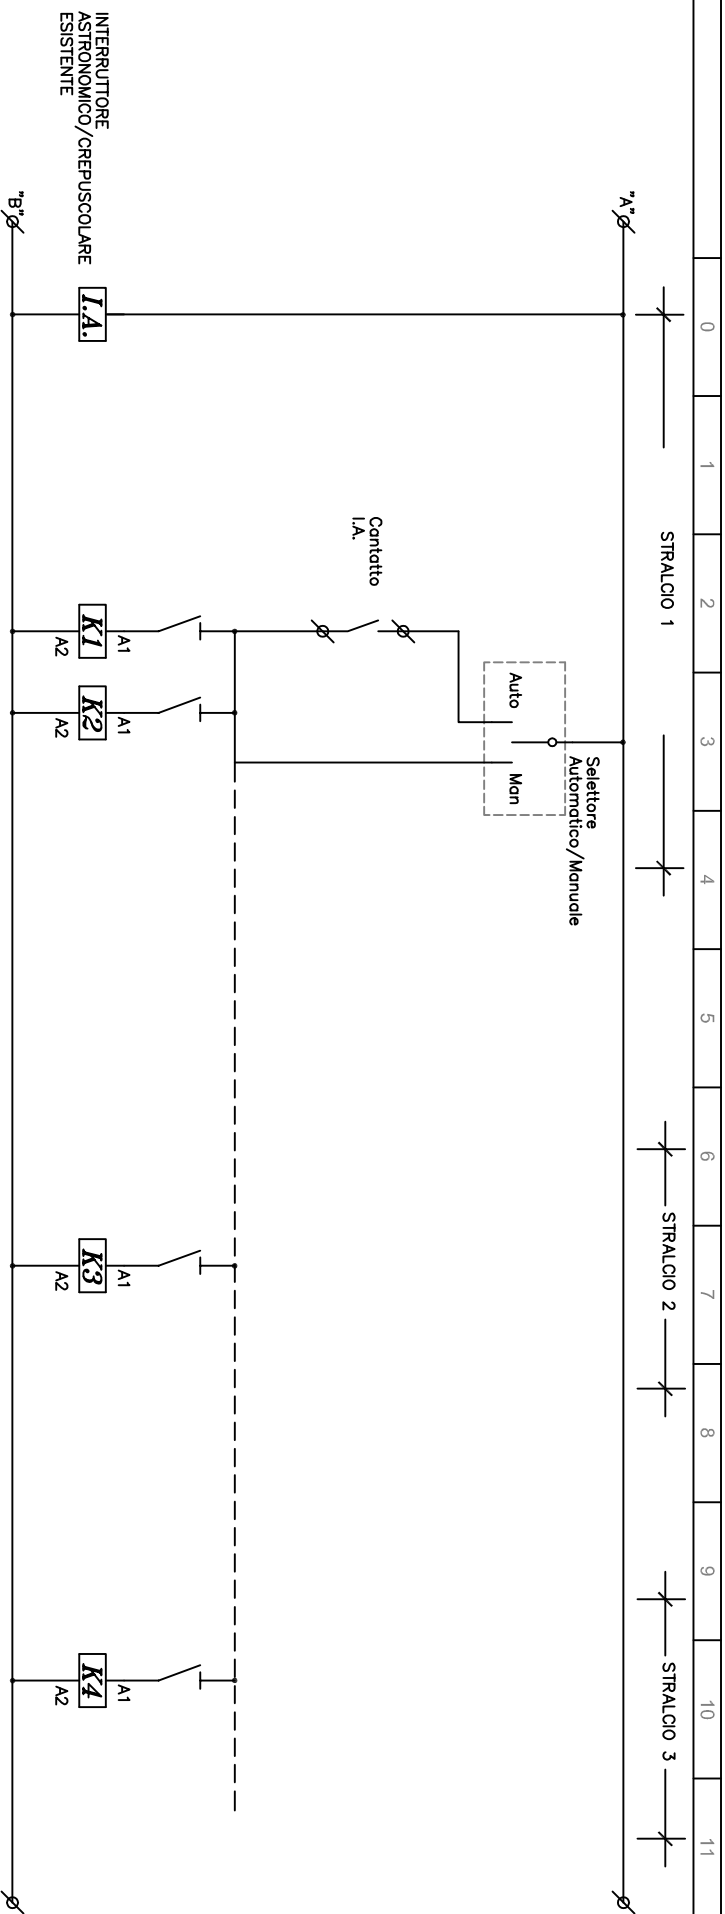 0
1
2
3
4
5
6
7
8
9
10
11
STRALCIO 1
STRALCIO 2
STRALCIO 3
"A"
Selettore
Automatico/Manuale
Auto
Man
Cantatto
I.A.
I.A.
K1
A1
A2
K2
A1
A2
K3
A1
A2
K4
A1
A2
INTERRUTTORE
ASTRONOMICO/CREPUSCOLARE
ESISTENTE
"B"